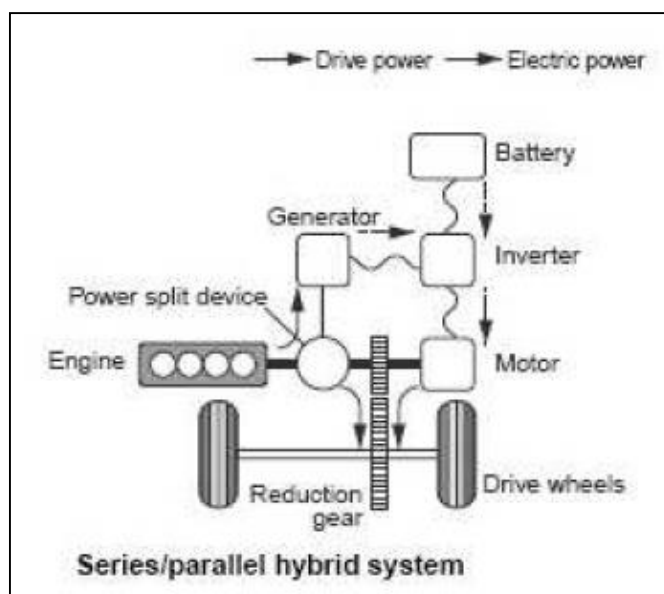 Drive power Electric power
Battery
Generator
Inverter
Power split device
Engine
Motor
Drive wheels
Reduction
gear
Series/parallel hybrid system